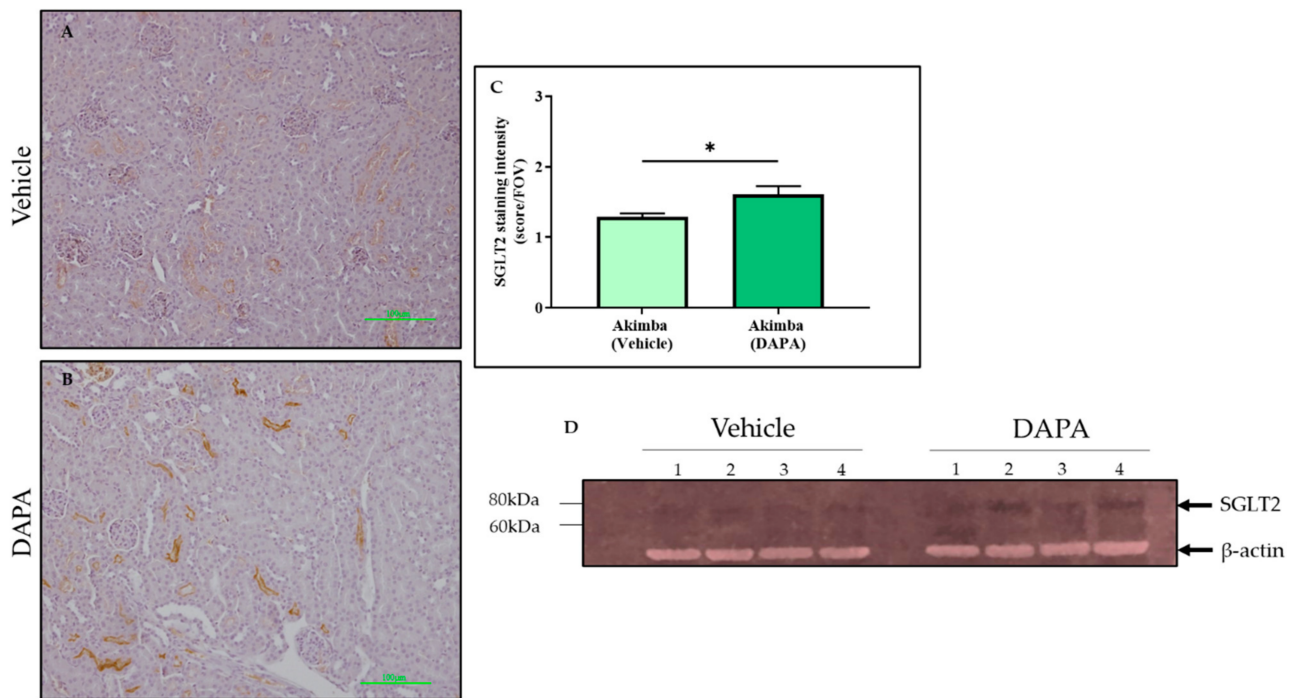 A
Vehicle
100µm
B
DAPA
100µm
C
3
2
1
0
SGLT2 staining intensity
(score/FOV)
*
Akimba
(Vehicle)
Akimba
(DAPA)
D
Vehicle
DAPA
1 2 3 4 1 2 3 4
80kDa
60kDa
SGLT2
β-actin